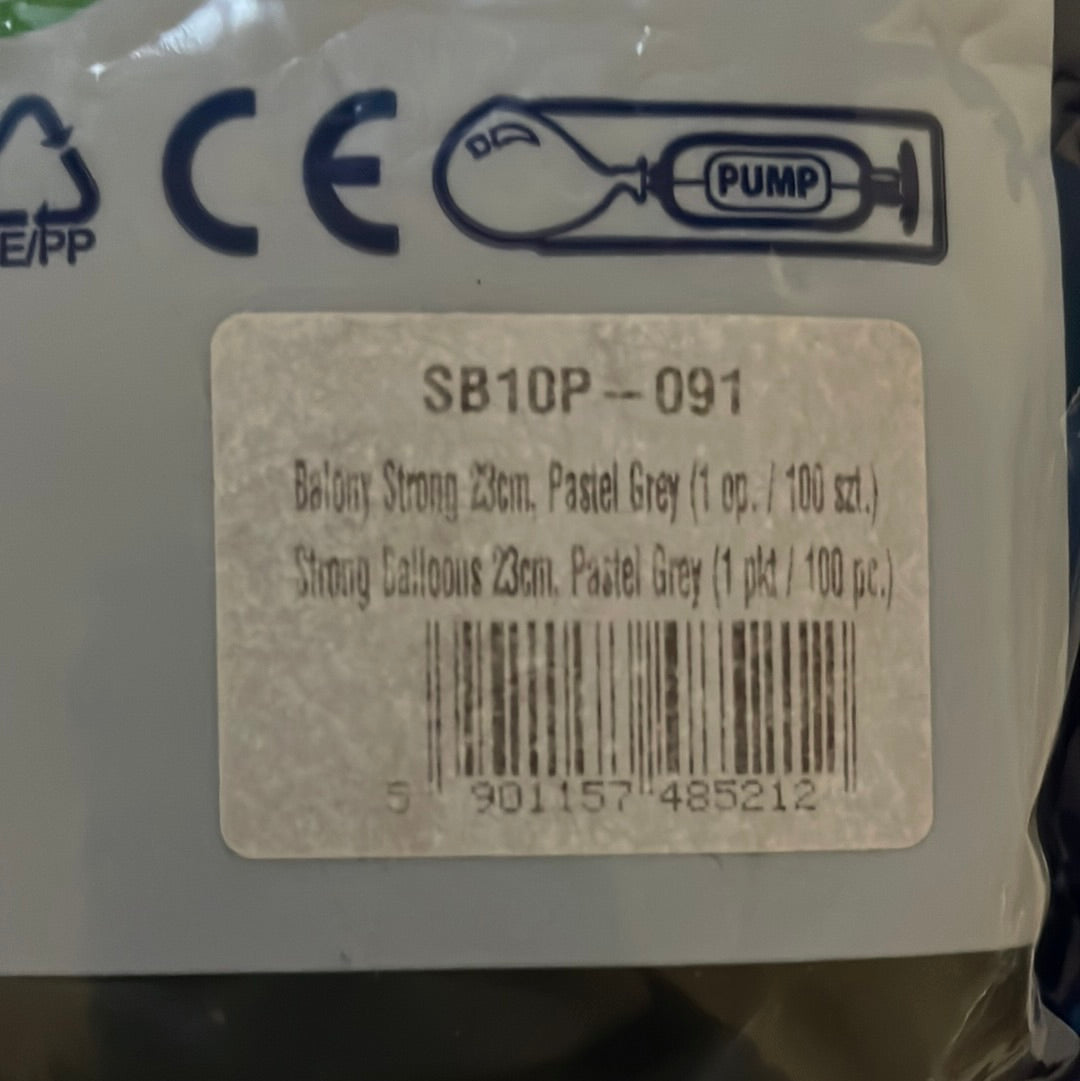 CE
PUMP
E/PP
SB10P-091
Balony Strong 23cm, Pastel Grey (1 op. / 100 szt.)
Strong Balloons 23cm, Pastel Grey (1 pkt / 100 pc.)
5 901157 485212